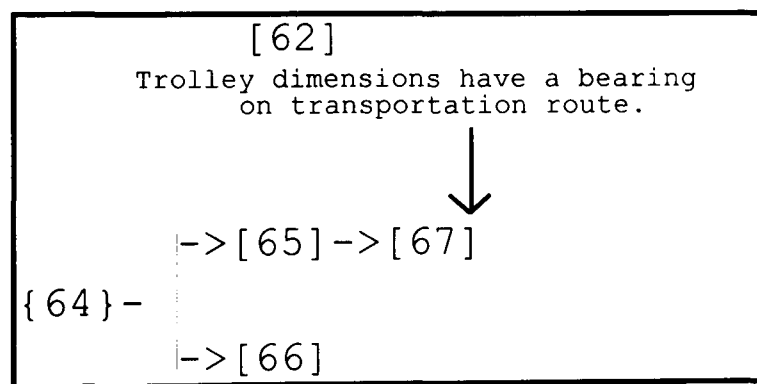 [62]
Trolley dimensions have a bearing
on transportation route.
->[65]->[67]
{64}-
->[66]